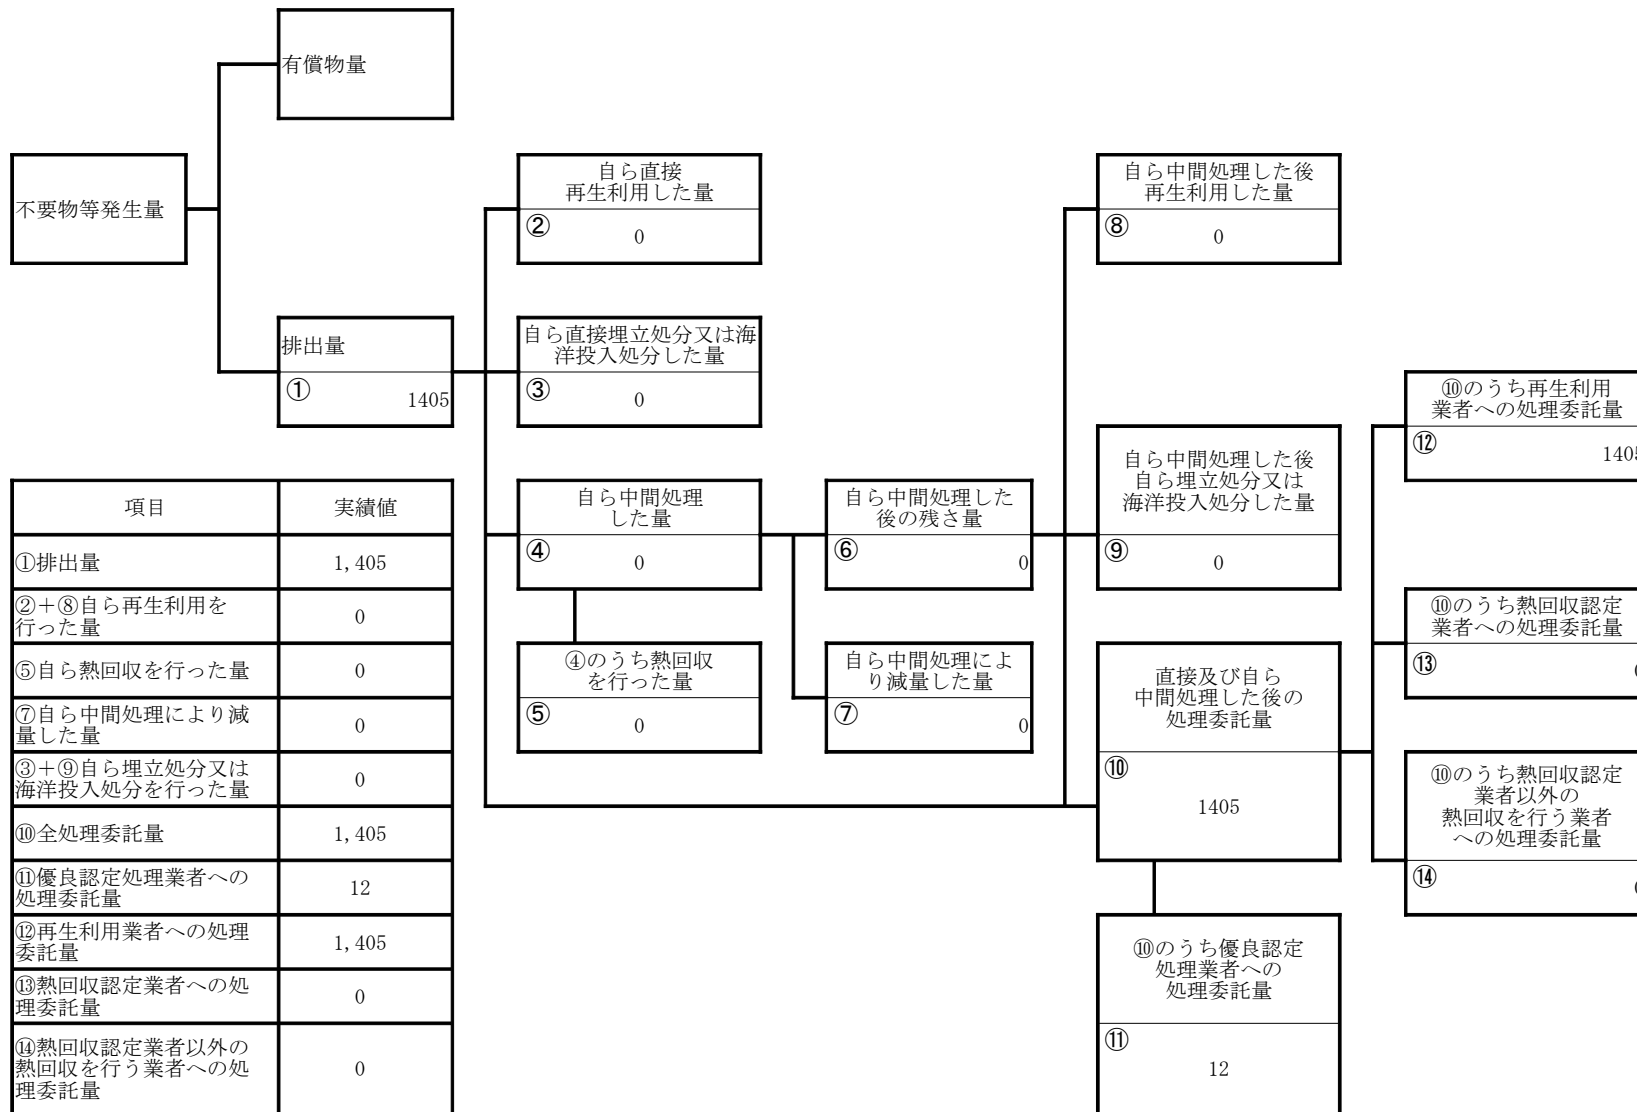 有償物量
不要物等発生量
自ら直接
再生利用した量
②
0
自ら中間処理した後
再生利用した量
⑧
0
排出量
①
1405
自ら直接埋立処分又は海
洋投入処分した量
③
0
⑩のうち再生利用
業者への処理委託量
⑫
1405
自ら中間処理した後
自ら埋立処分又は
海洋投入処分した量
⑨
0
自ら中間処理
した量
④
0
自ら中間処理した
後の残さ量
⑥
0
⑩のうち熱回収認定
業者への処理委託量
⑬
0
④のうち熱回収
を行った量
⑤
0
自ら中間処理によ
り減量した量
⑦
0
直接及び自ら
中間処理した後の
処理委託量
⑩
1405
⑩のうち熱回収認定
業者以外の
熱回収を行う業者
への処理委託量
⑭
0
⑩のうち優良認定
処理業者への
処理委託量
⑪
12
項目 実績値
①排出量 1,405
②+⑧自ら再生利用を
行った量 0
⑤自ら熱回収を行った量 0
⑦自ら中間処理により減
量した量 0
③+⑨自ら埋立処分又は
海洋投入処分を行った量 0
⑩全処理委託量 1,405
⑪優良認定処理業者への
処理委託量 12
⑫再生利用業者への処理
委託量 1,405
⑬熱回収認定業者への処
理委託量 0
⑭熱回収認定業者以外の
熱回収を行う業者への処
理委託量 0